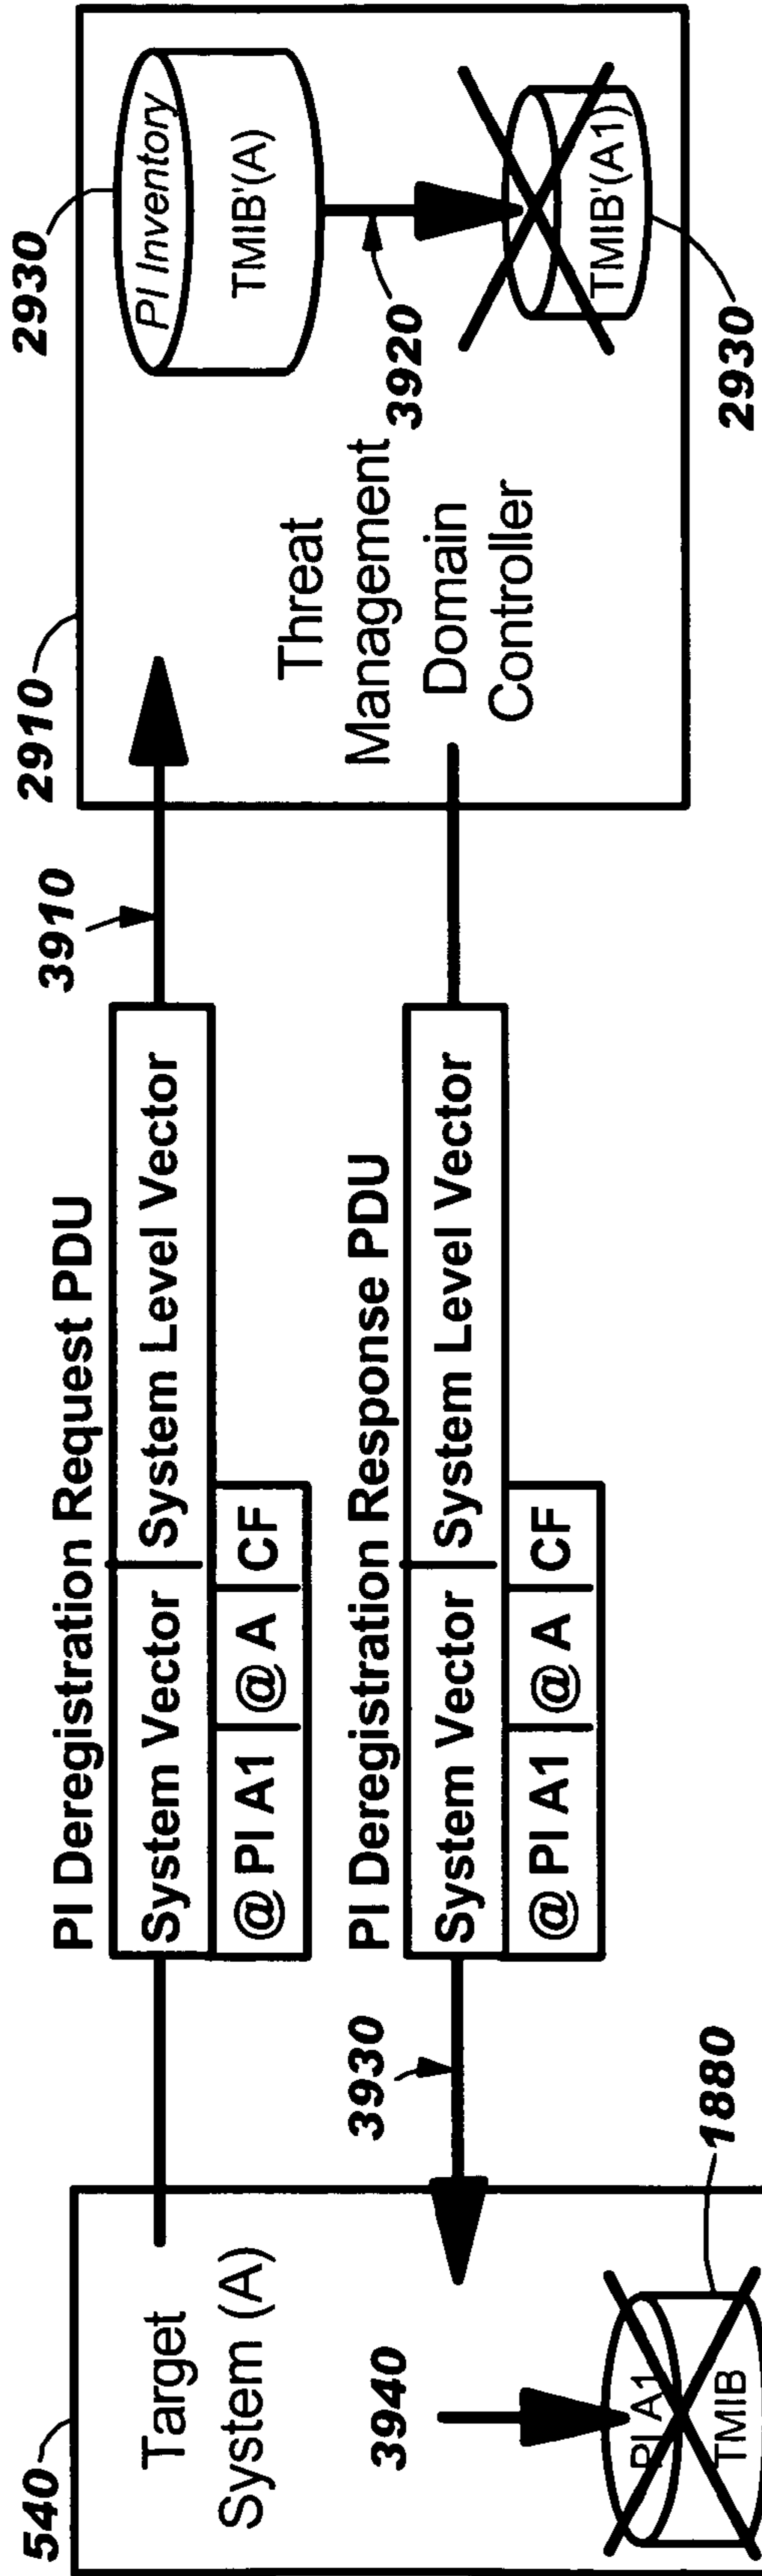 540
Target
System (A)
3940
PI A1
TMIB
1880
PI Deregistration Request PDU
System Vector System Level Vector
@ PI A1 @ A CF
3910
PI Deregistration Response PDU
System Vector System Level Vector
@ PI A1 @ A CF
3930
2910
Threat
Management
Domain
Controller
2930
PI Inventory
TMIB'(A)
3920
TMIB'(A1)
2930